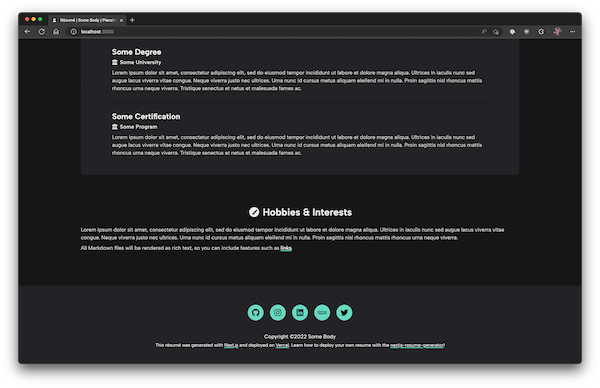 Résumé | Some Body | Placeh
localhost:3000
Some Degree
Some University
Lorem ipsum dolor sit amet, consectetur adipiscing elit, sed do eiusmod tempor incididunt ut labore et dolore magna aliqua. Ultrices in iaculis nunc sed
augue lacus viverra vitae. Neque viverra justo nec ultrices. Urna nunc id cursus metus aliquam eleifend mi in nulla. Proin sagittis nisl rhoncus mattis
rhoncus urna neque viverra. Tristique senectus et netus et malesuada fames ac.
Some Certification
Some Program
Lorem ipsum dolor sit amet, consectetur adipiscing elit, sed do eiusmod tempor incididunt ut labore et dolore magna aliqua. Ultrices in iaculis nunc sed
augue lacus viverra vitae. Neque viverra justo nec ultrices. Urna nunc id cursus metus aliquam eleifend mi in nulla. Proin sagittis nisl rhoncus mattis
rhoncus urna neque viverra. Tristique senectus et netus et malesuada fames ac.
Hobbies & Interests
Lorem ipsum dolor sit amet, consectetur adipiscing elit, sed do eiusmod tempor incididunt ut labore et dolore magna aliqua. Ultrices in iaculis nunc sed augue lacus viverra vitae.
congue. Neque viverra justo nec ultrices. Urna nunc id cursus metus aliquam eleifend mi in nulla. Proin sagittis nisl rhoncus mattis rhoncus urna neque viverra.
All Markdown files will be rendered as rich text, so you can include features such as links.
Copyright ©2022 Some Body
This résumé was generated with Next.js and deployed on Vercel. Learn how to deploy your own resume with the nextjs-resume-generator!